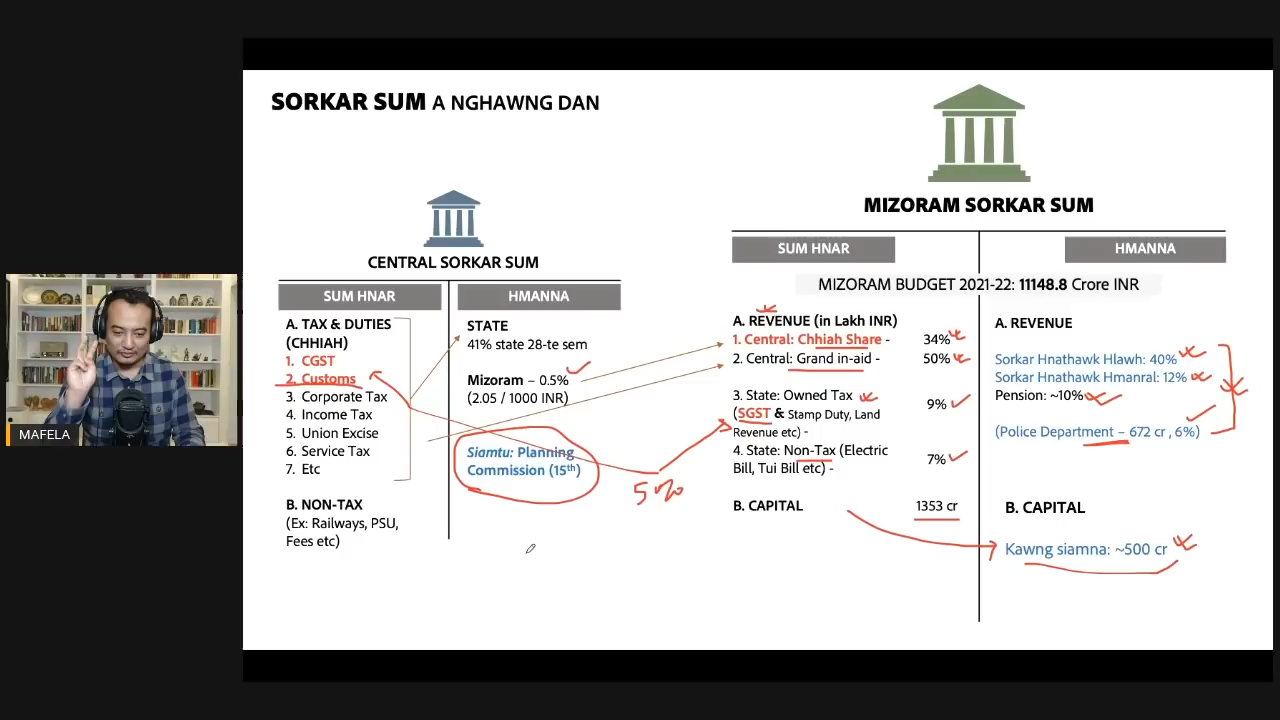 SORKAR SUM A NGHAWNG DAN
MAFELA
CENTRAL SORKAR SUM
SUM HNAR
HMANNA
A. TAX & DUTIES
(CHHIAH)
1. CGST
2. Customs
3. Corporate Tax
4. Income Tax
5. Union Excise
6. Service Tax
7. Etc
B. NON-TAX
(Ex: Railways, PSU,
Fees etc)
STATE
41% state 28-te sem
Mizoram – 0.5%
(2.05 / 1000 INR)
Siamtu: Planning
Commission (15th)
5%
MIZORAM SORKAR SUM
SUM HNAR
HMANNA
MIZORAM BUDGET 2021-22: 11148.8 Crore INR
A. REVENUE (in Lakh INR)
1. Central: Chhiah Share - 34%
2. Central: Grand in-aid - 50%
3. State: Owned Tax
(SGST & Stamp Duty, Land 9%
Revenue etc) -
4. State: Non-Tax (Electric 7%
Bill, Tui Bill etc) -
B. CAPITAL 1353 cr
A. REVENUE
Sorkar Hnathawk Hlawh: 40%
Sorkar Hnathawk Hmanral: 12%
Pension: ~10%
(Police Department – 672 cr , 6%)
B. CAPITAL
Kawng siamna: ~500 cr